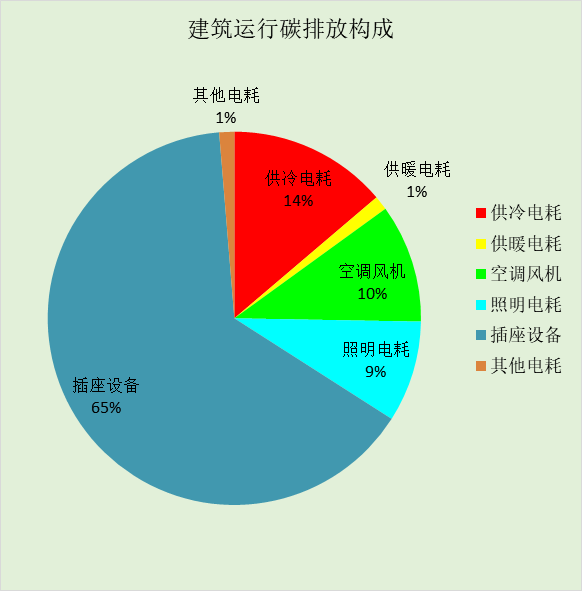 建筑运行碳排放构成
其他电耗
1%
供冷电耗
14%
供暖电耗
1%
空调风机
10%
照明电耗
9%
插座设备
65%
供冷电耗
供暖电耗
空调风机
照明电耗
插座设备
其他电耗